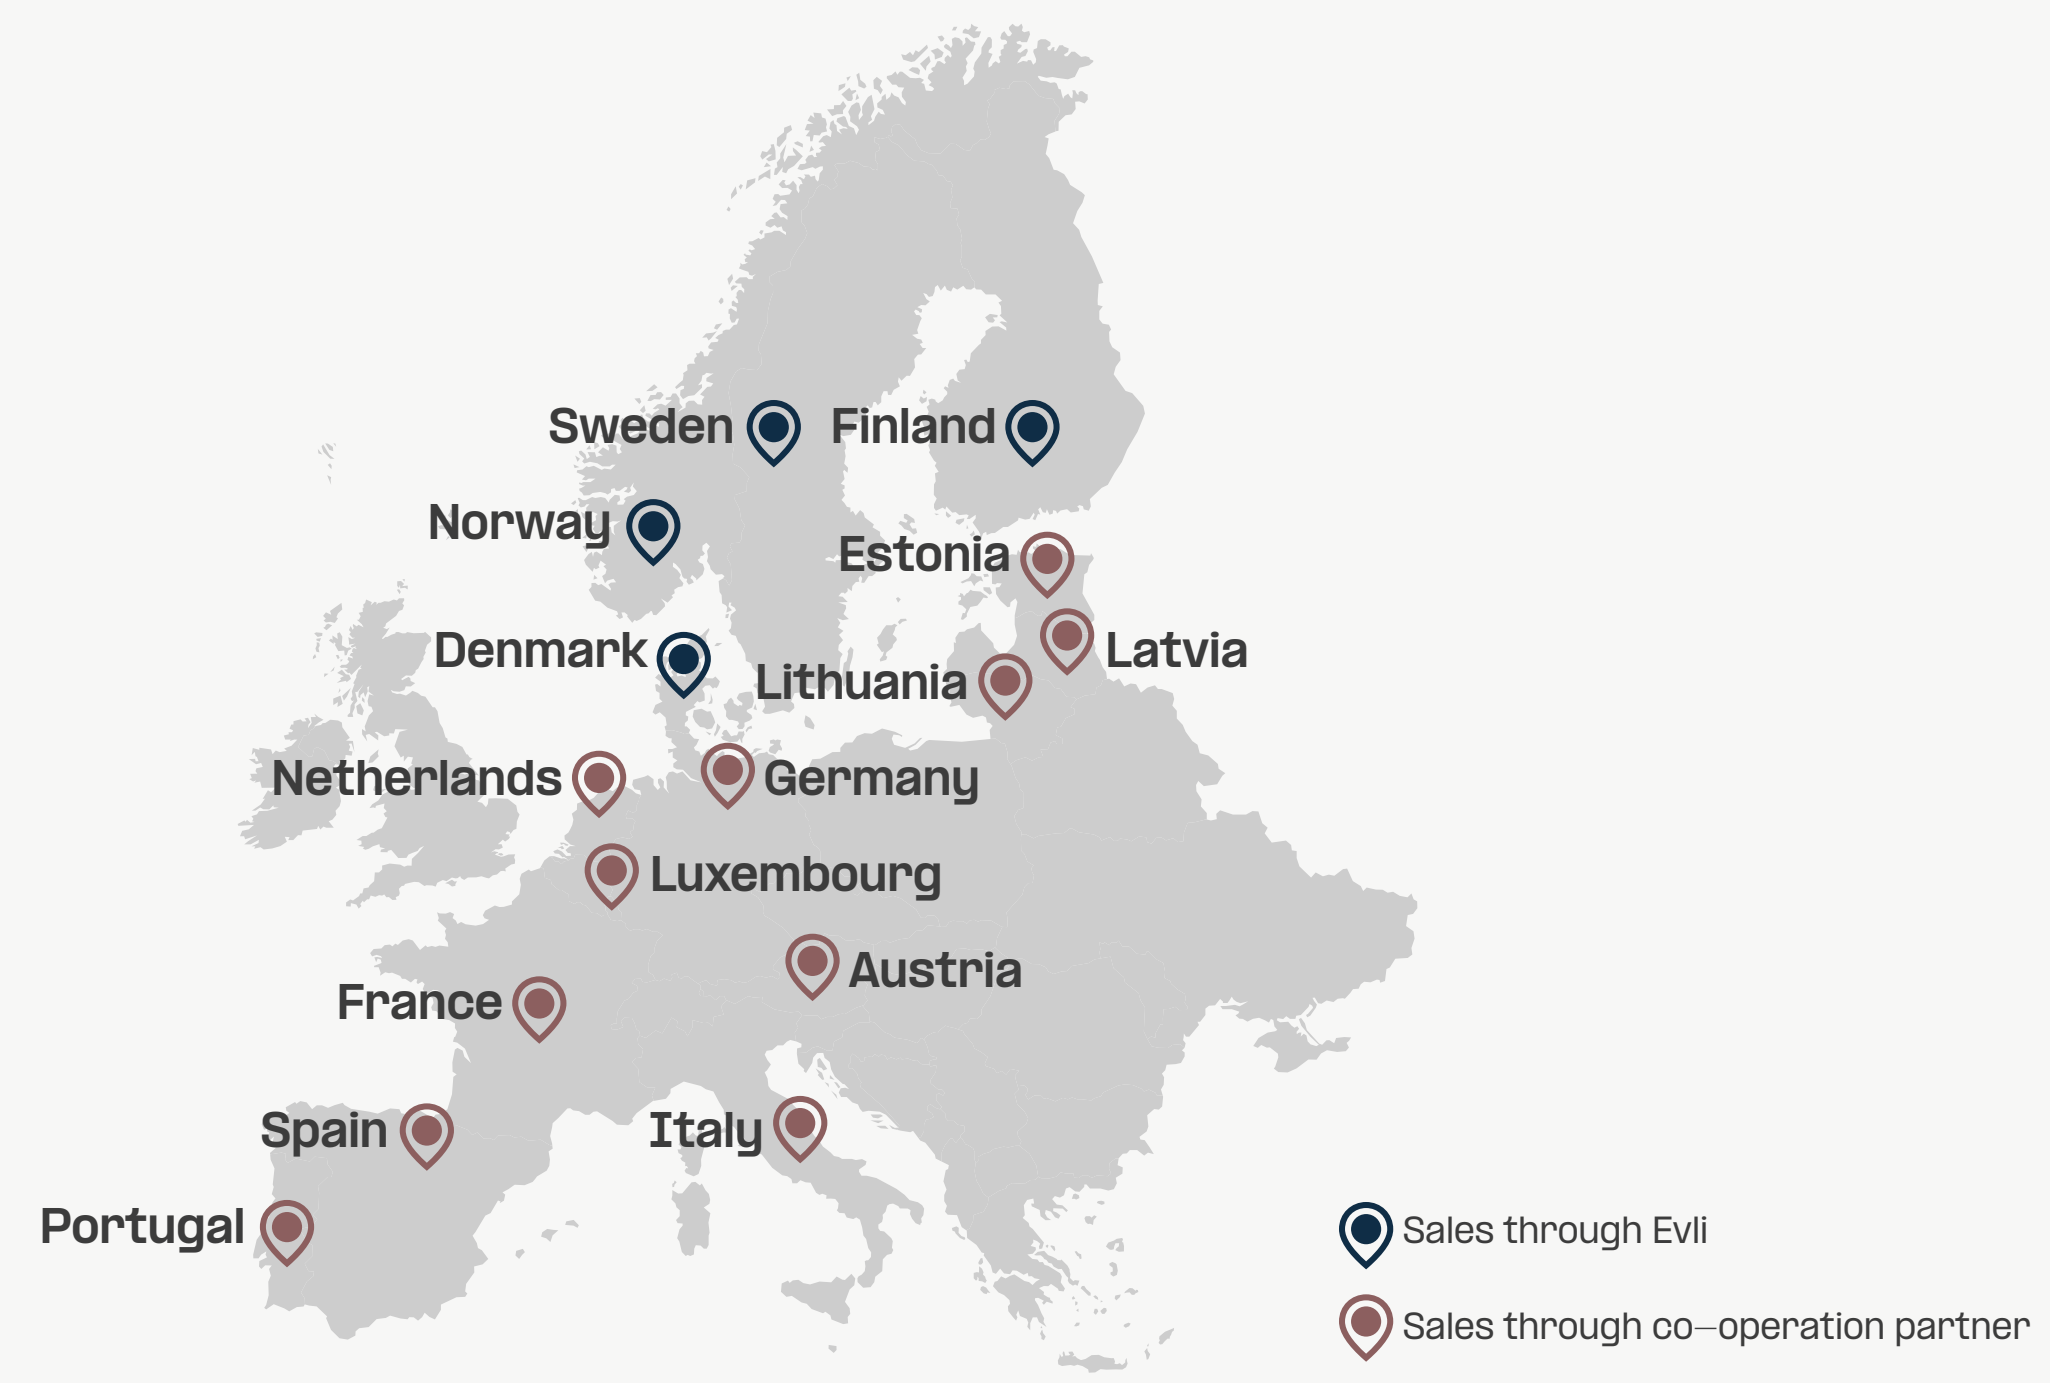 Sweden
Finland
Norway
Estonia
Denmark
Latvia
Lithuania
Netherlands
Germany
Luxembourg
Austria
France
Spain
Italy
Portugal
Sales through Evli
Sales through co–operation partner